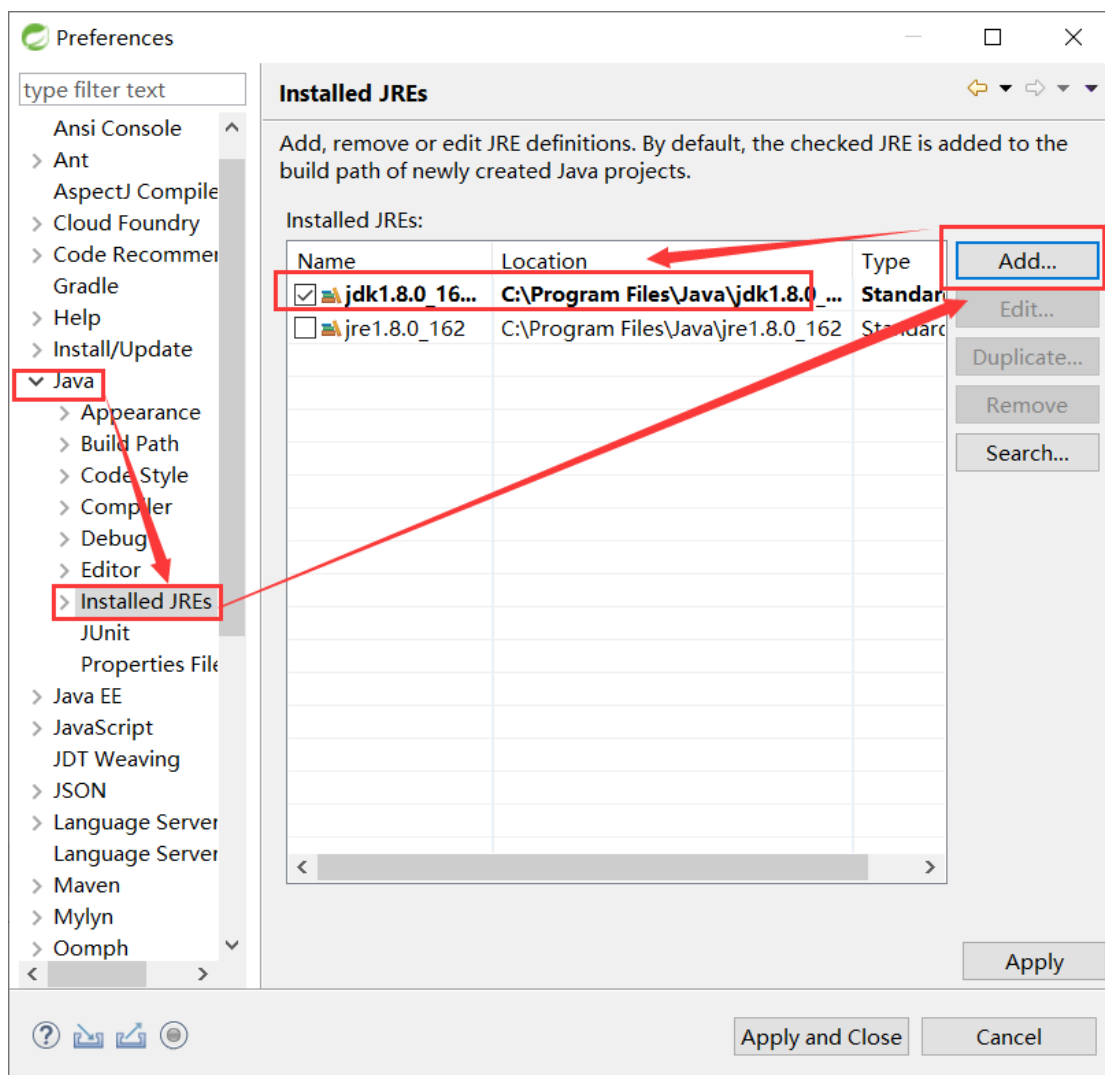 Preferences
type filter text
Ansi Console
Ant
AspectJ Compile
Cloud Foundry
Code Recommer
Gradle
Help
Install/Update
Java
Appearance
Build Path
Code Style
Compiler
Debug
Editor
Installed JREs
JUnit
Properties File
Java EE
JavaScript
JDT Weaving
JSON
Language Server
Language Server
Maven
Mylyn
Oomph
Installed JREs
Add, remove or edit JRE definitions. By default, the checked JRE is added to the
build path of newly created Java projects.
Installed JREs:
Name Location Type
jdk1.8.0_16... C:\Program Files\Java\jdk1.8.0_... Standar
jre1.8.0_162 C:\Program Files\Java\jre1.8.0_162 Standard
Add...
Edit...
Duplicate...
Remove
Search...
Apply
Apply and Close Cancel